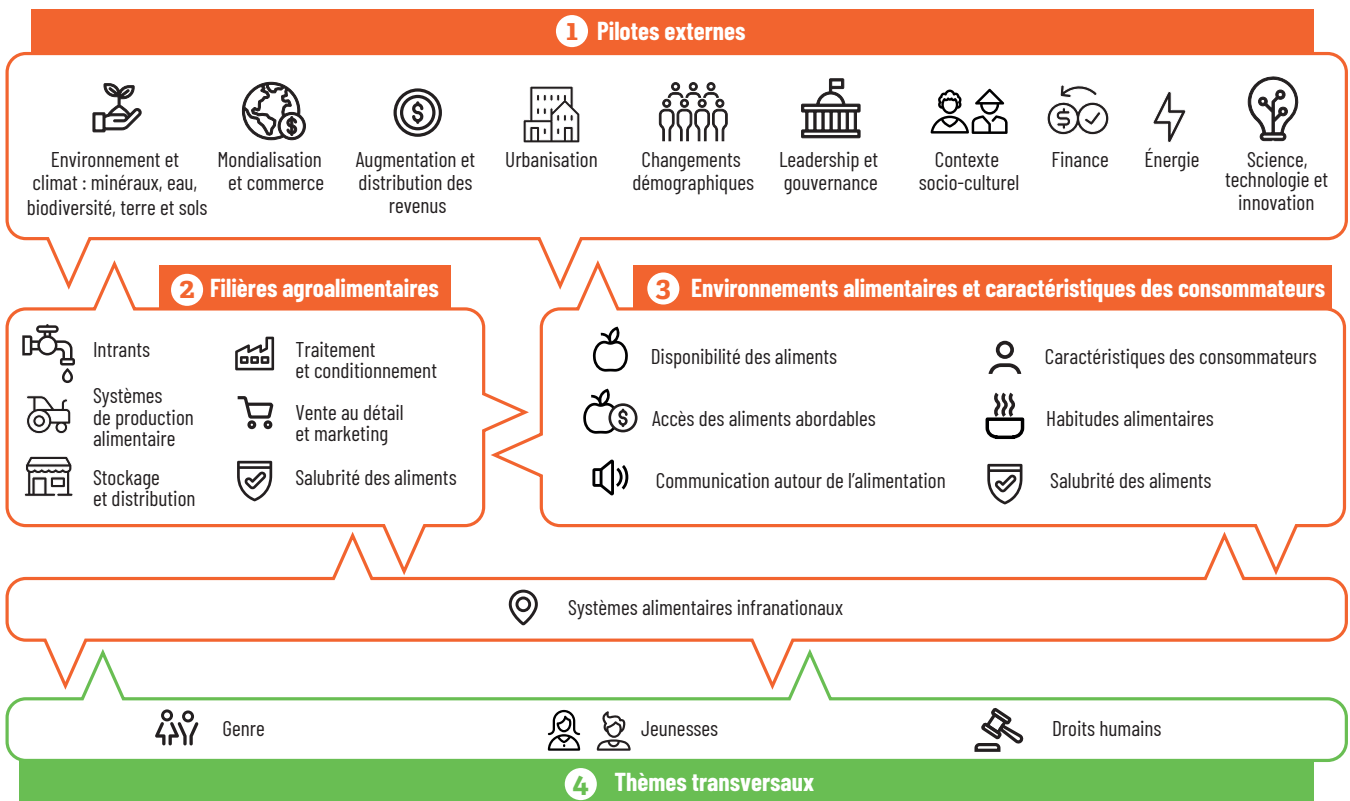 1 Pilotes externes
Environnement et
climat : minéraux, eau,
biodiversité, terre et sols
Mondialisation
et commerce
Augmentation et
distribution des
revenus
Urbanisation
Changements
démographiques
Leadership et
gouvernance
Contexte
socio-culturel
Finance
Énergie
Science,
technologie et
innovation
2 Filières agroalimentaires
Intrants
Systèmes
de production
alimentaire
Stockage
et distribution
Traitement
et conditionnement
Vente au détail
et marketing
Salubrité des aliments
3 Environnements alimentaires et caractéristiques des consommateurs
Disponibilité des aliments
Accès des aliments abordables
Communication autour de l'alimentation
Caractéristiques des consommateurs
Habitudes alimentaires
Salubrité des aliments
Systèmes alimentaires infranationaux
Genre
Jeunesses
Droits humains
4 Thèmes transversaux